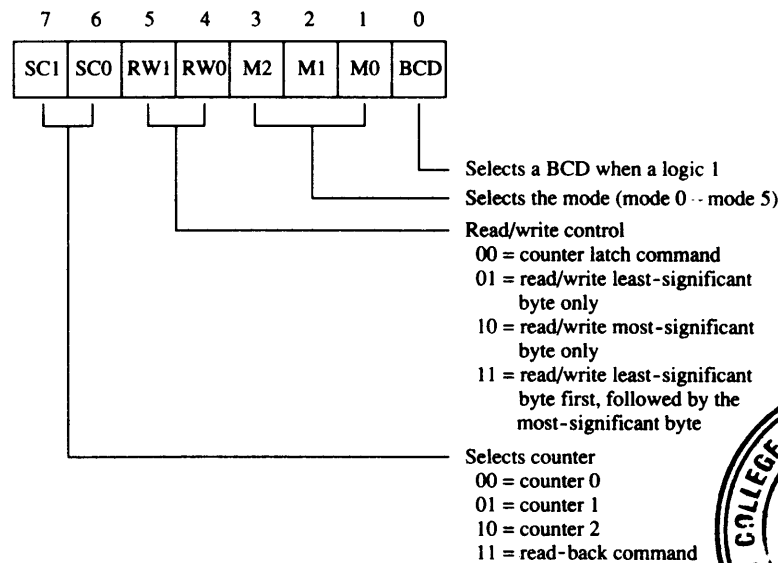 7 6 5 4 3 2 1 0
SC1 SC0 RW1 RW0 M2 M1 M0 BCD
Selects a BCD when a logic 1
Selects the mode (mode 0 - mode 5)
Read/write control
00 = counter latch command
01 = read/write least-significant
byte only
10 = read/write most-significant
byte only
11 = read/write least-significant
byte first, followed by the
most-significant byte
Selects counter
00 = counter 0
01 = counter 1
10 = counter 2
11 = read-back command
COLLEGE